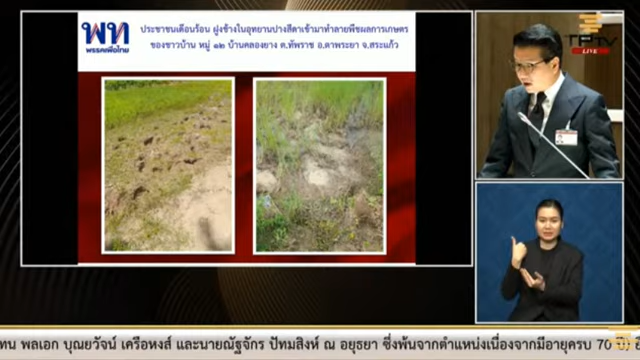 พท
พรรคเพื่อไทย
ประชาชนเดือนร้อน ฝูงช้างในอุทยานปางสีดาเข้ามาทำลายพืชผลการเกษตร
ของชาวบ้าน หมู่ ๑๒ บ้านคลองยาง ต.ทัพราช อ.ตาพระยา จ.สระแก้ว
TPTV
LIVE
ทน พลเอก บุณยวัจน์ เครือหงส์ และนายณัฐจักร ปัทมสิงห์ ณ อยุธยา ซึ่งพ้นจากตำแหน่งเนื่องจากมีอายุครบ 70 ปี)